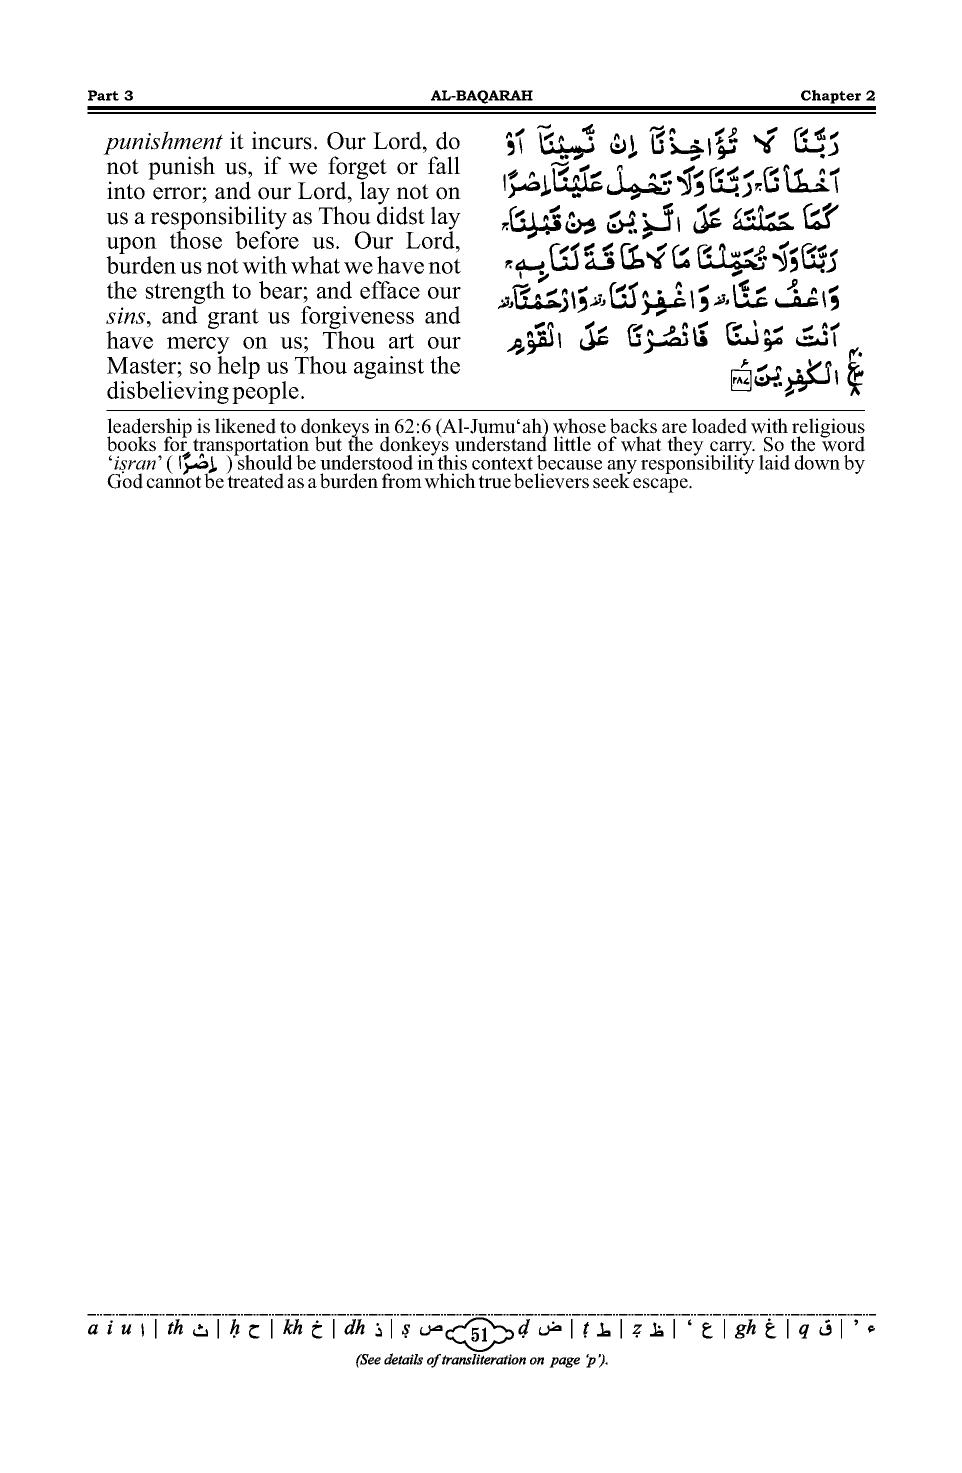 Part 3 AL-BAQARAH Chapter 2
punishment it incurs. Our Lord, do
not punish us, if we forget or fall
into error; and our Lord, lay not on
us a responsibility as Thou didst lay
upon those before us. Our Lord,
burden us not with what we have not
the strength to bear; and efface our
sins, and grant us forgiveness and
have mercy on us; Thou art our
Master; so help us Thou against the
disbelieving people.
رَبَّنَا لَا تُؤَاخِذْنَآ اِنْ نَّسِيْنَآ اَوْ
اَخْطَاْنَا ۚ رَبَّنَا وَلَا تَحْمِلْ عَلَيْنَآ اِصْرًا
كَمَا حَمَلْتَهٗ عَلَى الَّذِيْنَ مِنْ قَبْلِنَا ۚ
رَبَّنَا وَلَا تُحَمِّلْنَا مَا لَا طَاقَةَ لَنَا بِهٖ ۚ
وَاعْفُ عَنَّا ۥ وَاغْفِرْ لَنَا ۥ وَارْحَمْنَا ۥ
اَنْتَ مَوْلٰىنَا فَانْصُرْنَا عَلَى الْقَوْمِ
الْكٰفِرِيْنَ ۲۸۷
leadership is likened to donkeys in 62:6 (Al-Jumu‘ah) whose backs are loaded with religious
books for transportation but the donkeys understand little of what they carry. So the word
‘iṣran’ ( اِصْرًا ) should be understood in this context because any responsibility laid down by
God cannot be treated as a burden from which true believers seek escape.
a i u ا | th ث | ḥ ح | kh خ | dh ذ | ṣ ص 51 ḍ ض | ṭ ط | ẓ ظ | ‘ ع | gh غ | q ق | ’ ء
(See details of transliteration on page ‘p’).